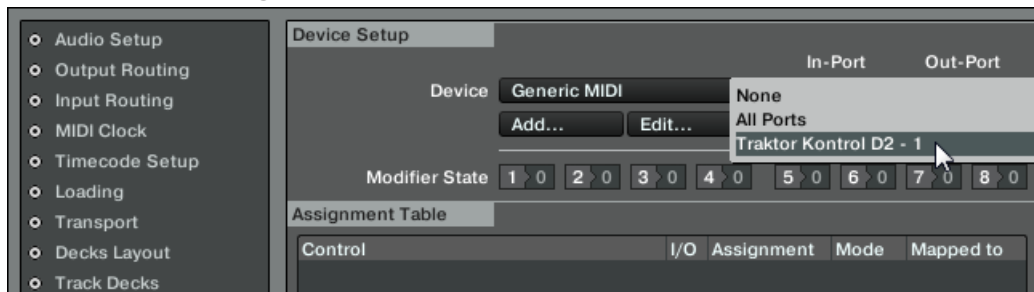 Audio Setup
Output Routing
Input Routing
MIDI Clock
Timecode Setup
Loading
Transport
Decks Layout
Track Decks
Device Setup
In-Port Out-Port
Device Generic MIDI
Add... Edit...
None
All Ports
Traktor Kontrol D2 - 1
Modifier State 1 0 2 0 3 0 4 0 5 0 6 0 7 0 8 0
Assignment Table
Control I/O Assignment Mode Mapped to